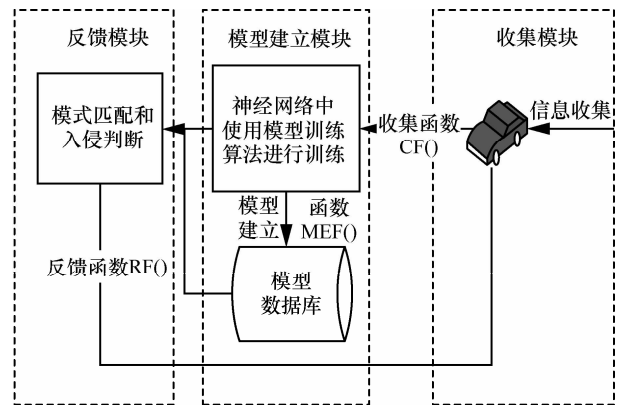 反馈模块
模型建立模块
收集模块
模式匹配和
入侵判断
神经网络中
使用模型训练
算法进行训练
收集函数
CF()
信息收集
模型
建立
函数
MEF()
反馈函数RF()
模型
数据库